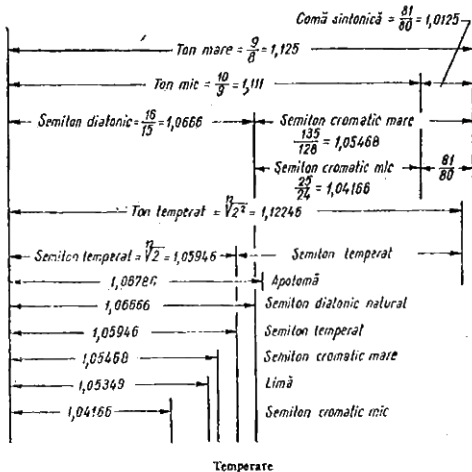 Comă sintonică = 81/80 = 1,0125
Ton mare = 9/8 = 1,125
Ton mic = 10/9 = 1,111
Semiton diatonic = 16/15 = 1,0666
Semiton cromatic mare
135/128 = 1,05468
Semiton cromatic mic
25/24 = 1,04166
81/80
Ton temperat = ¹²√2² = 1,12246
Semiton temperat = ¹²√2 = 1,05946
Semiton temperat
1,06786 Apotomă
1,06666 Semiton diatonic natural
1,05946 Semiton temperat
1,05468 Semiton cromatic mare
1,05349 Limă
1,04166 Semiton cromatic mic
Temperare